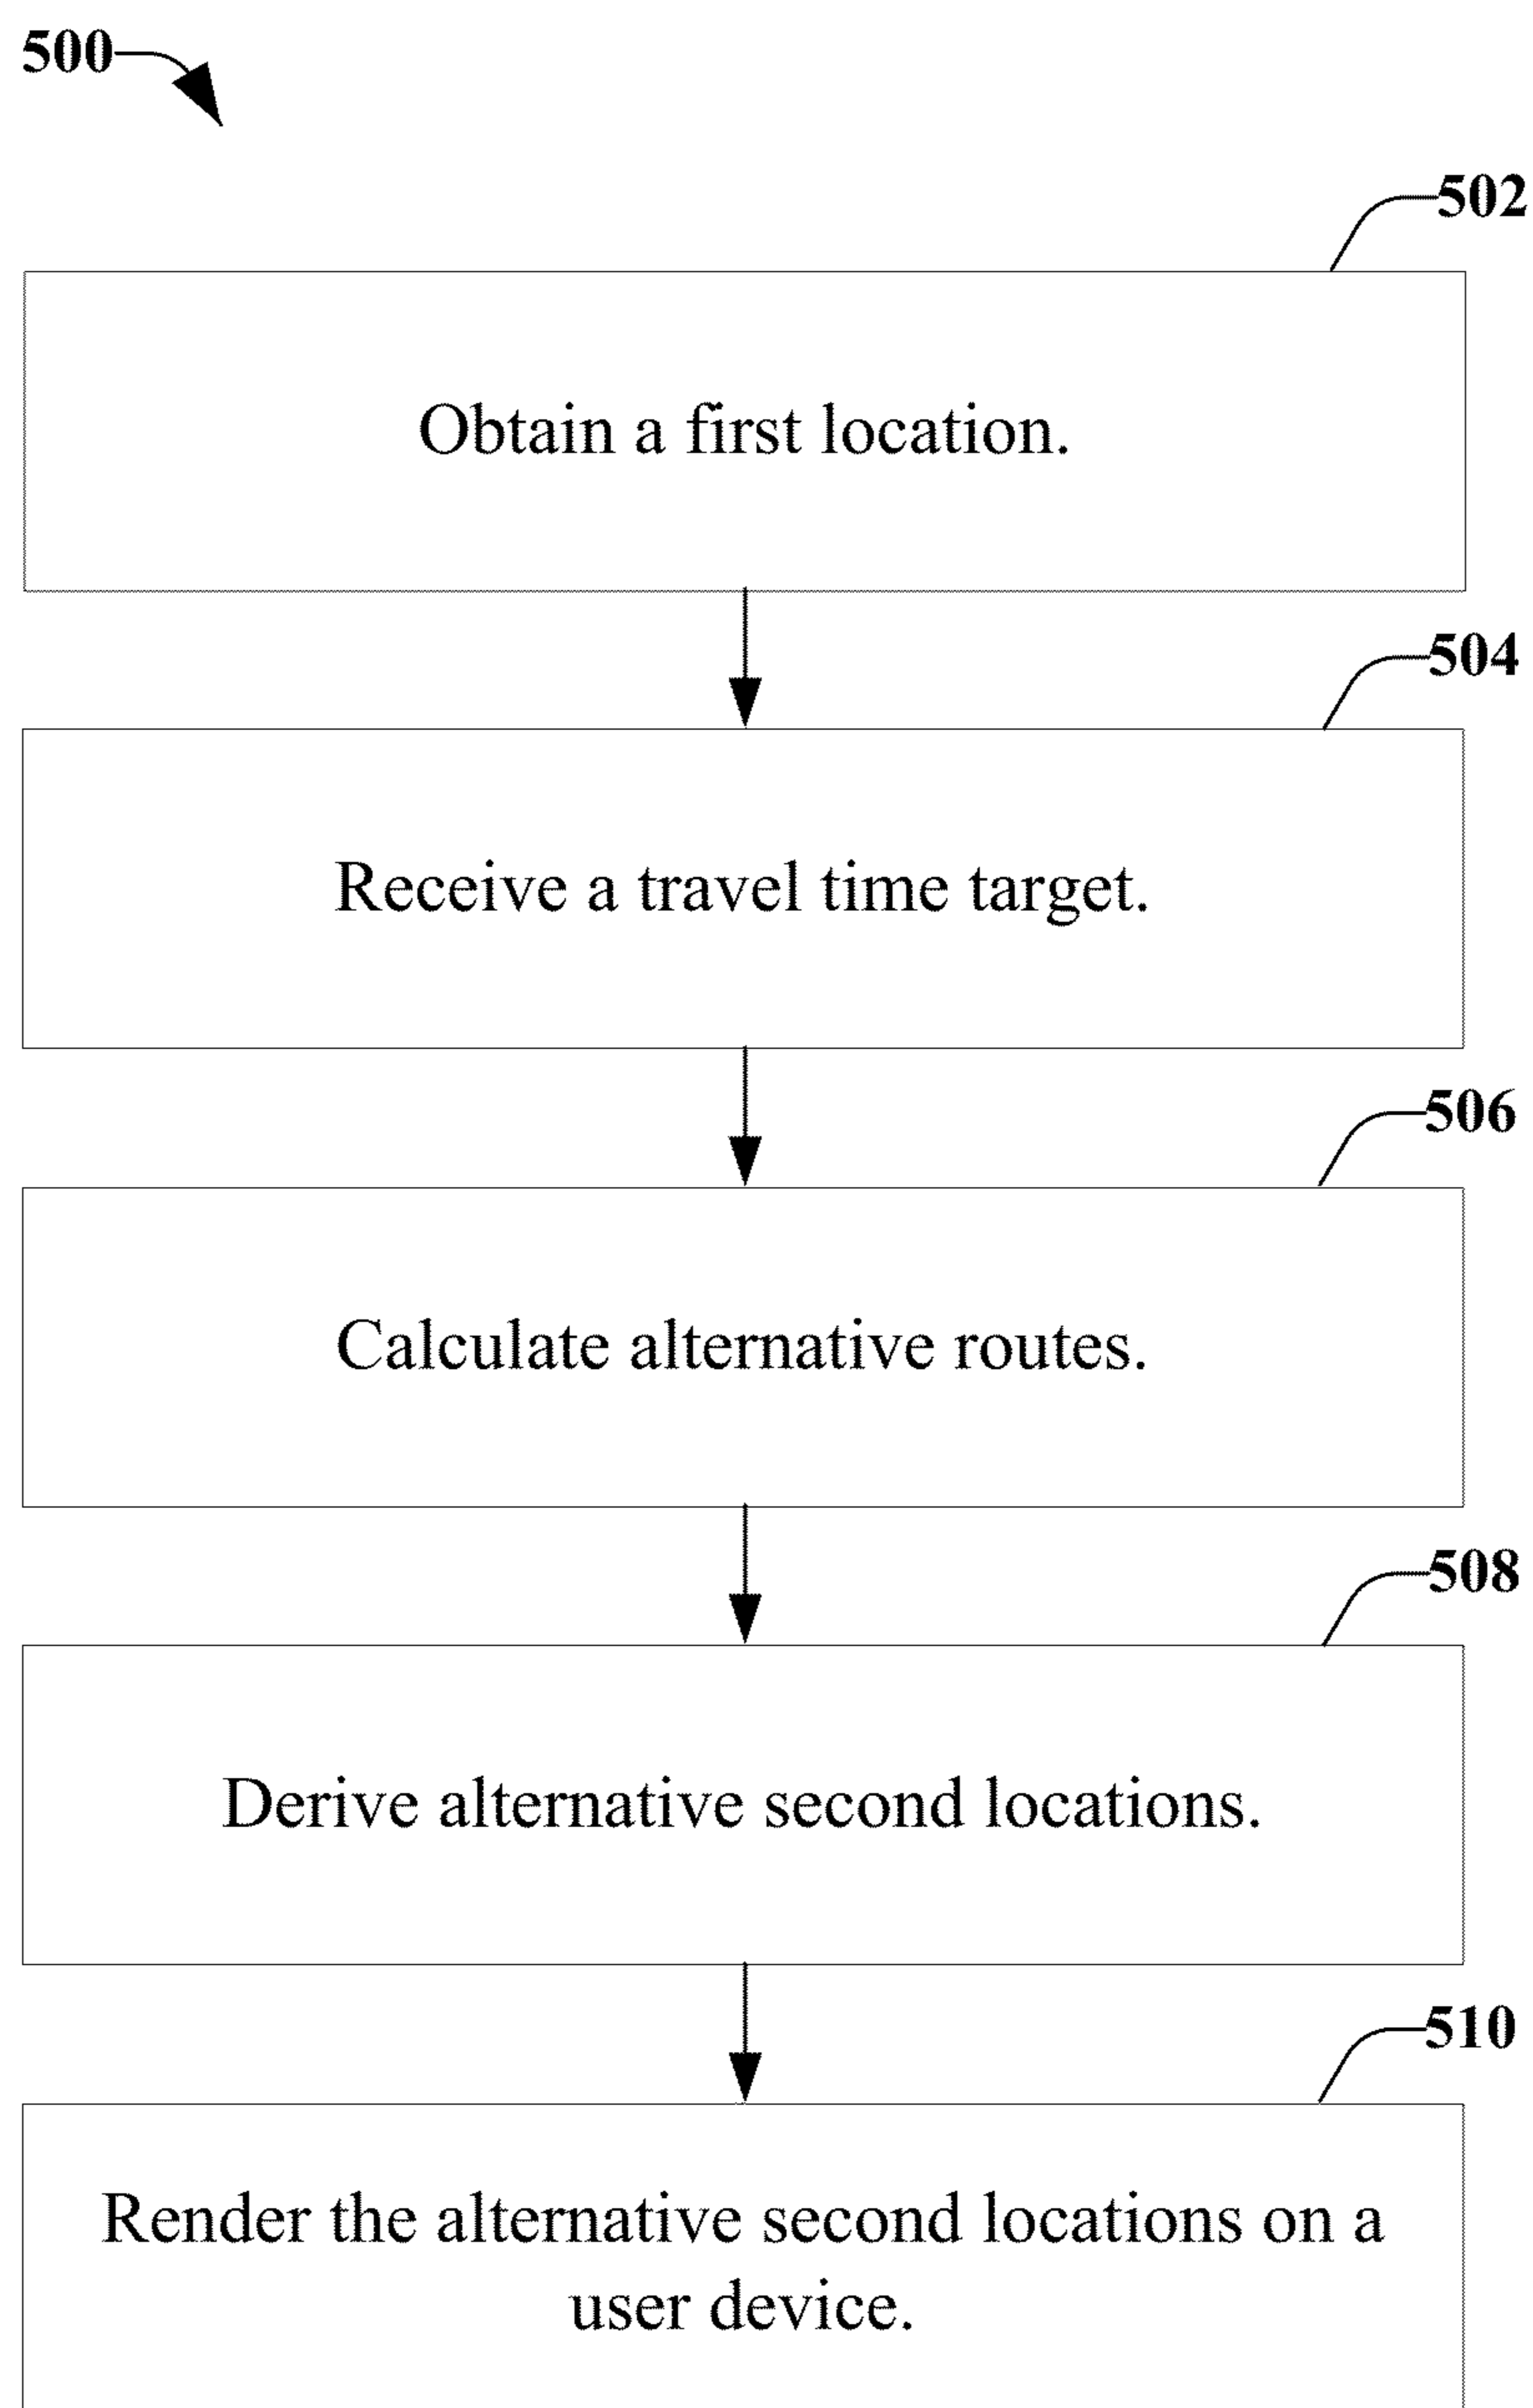 500
502
Obtain a first location.
504
Receive a travel time target.
506
Calculate alternative routes.
508
Derive alternative second locations.
510
Render the alternative second locations on a
user device.